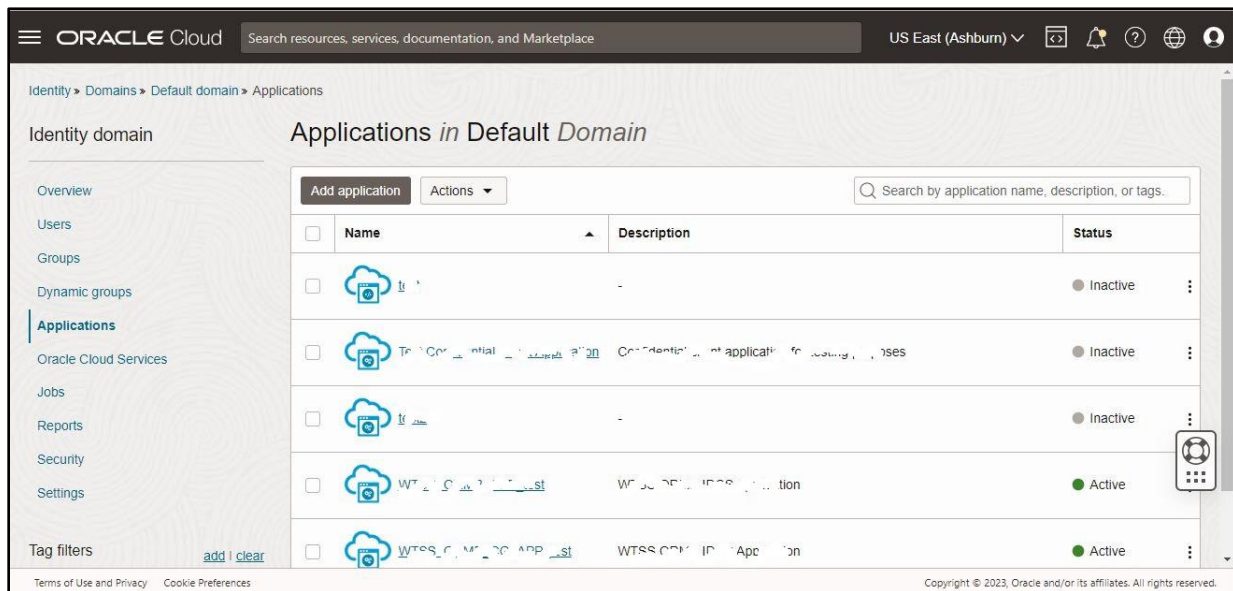 ORACLE Cloud
Search resources, services, documentation, and Marketplace
US East (Ashburn)
Identity » Domains » Default domain » Applications
Identity domain
Applications in Default Domain
Add application
Actions
Search by application name, description, or tags.
Overview
Users
Groups
Dynamic groups
Applications
Oracle Cloud Services
Jobs
Reports
Security
Settings
Tag filters
add | clear
Name Description Status
- Inactive
application purposes Inactive
- Inactive
Active
Active
Terms of Use and Privacy Cookie Preferences
Copyright © 2023, Oracle and/or its affiliates. All rights reserved.